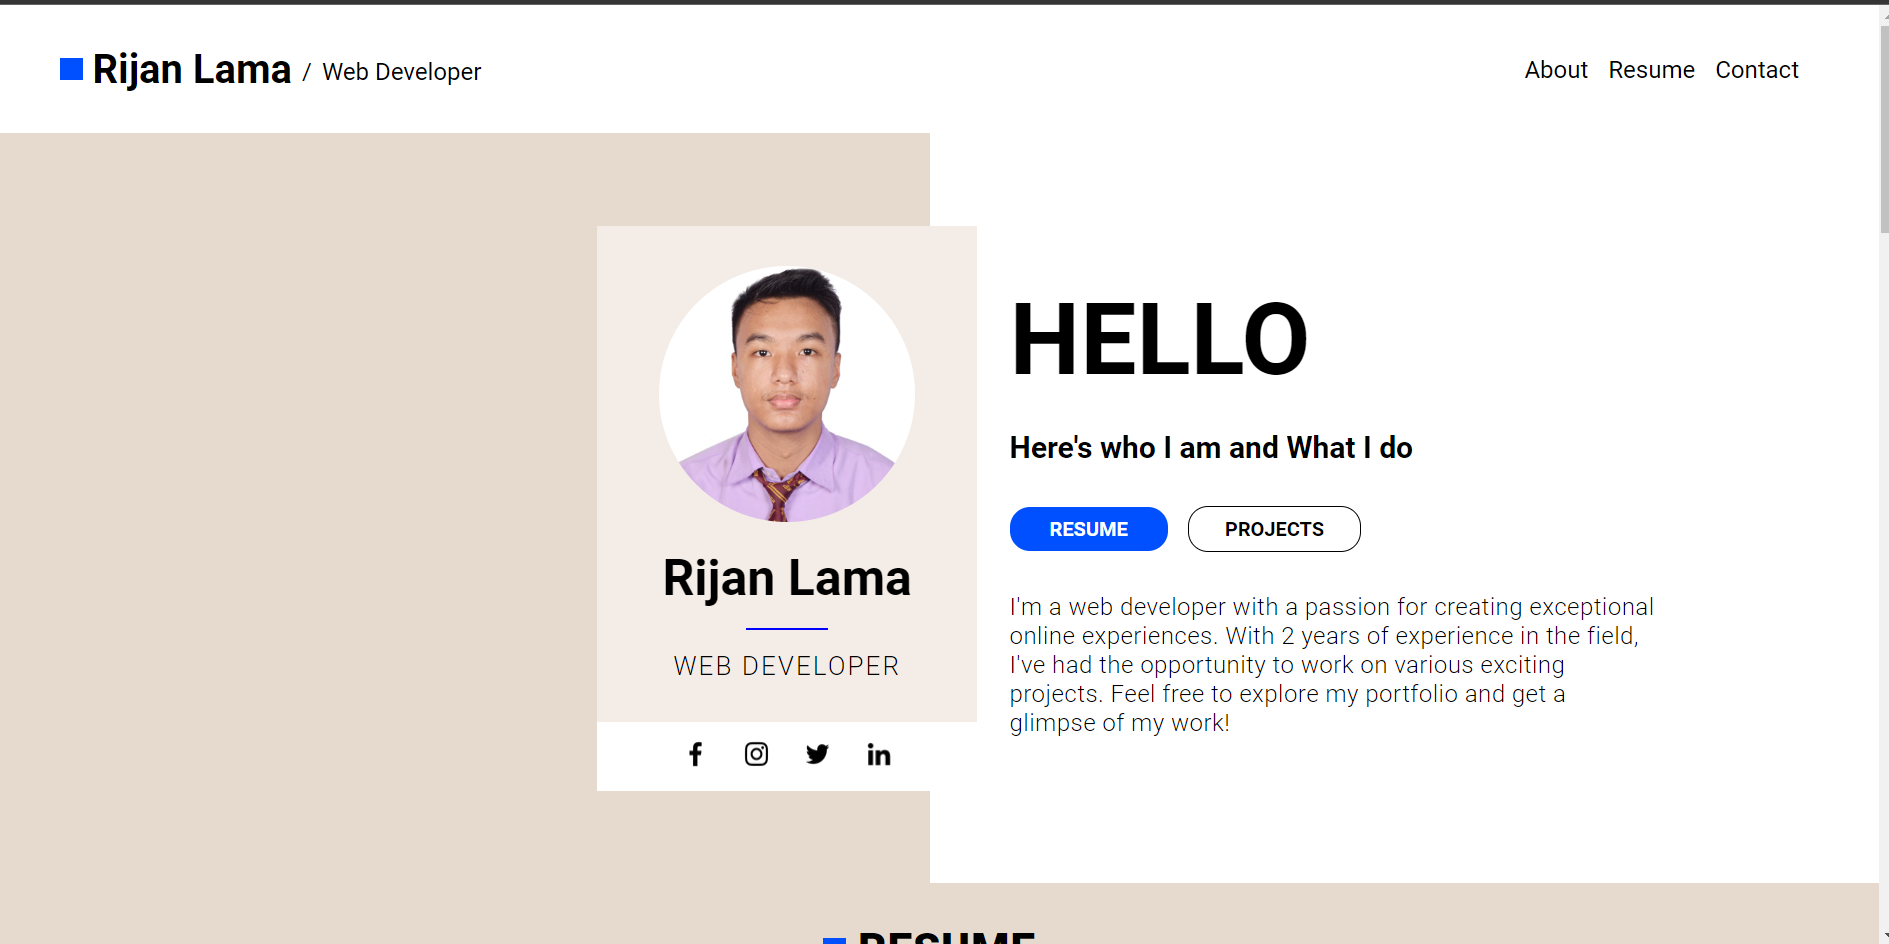 Rijan Lama / Web Developer
About Resume Contact
HELLO
Here's who I am and What I do
RESUME PROJECTS
Rijan Lama
WEB DEVELOPER
I'm a web developer with a passion for creating exceptional
online experiences. With 2 years of experience in the field,
I've had the opportunity to work on various exciting
projects. Feel free to explore my portfolio and get a
glimpse of my work!
RESUME